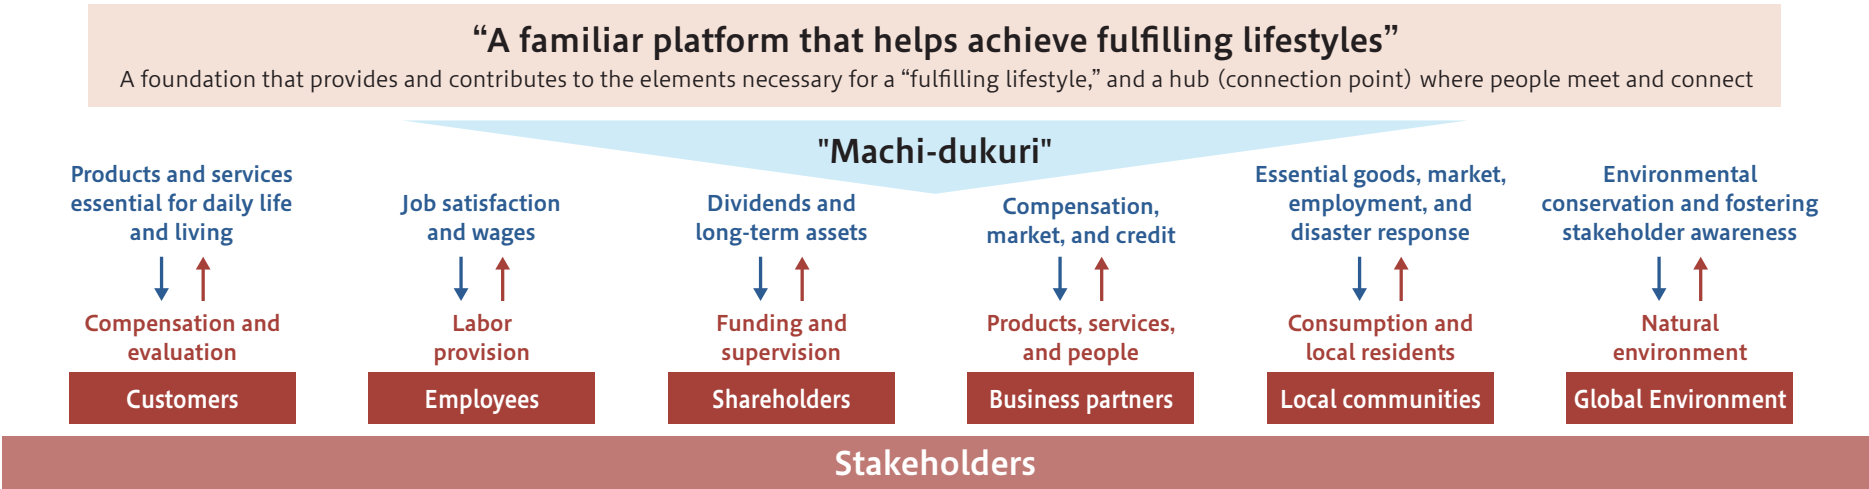 “A familiar platform that helps achieve fulfilling lifestyles”
A foundation that provides and contributes to the elements necessary for a “fulfilling lifestyle,” and a hub (connection point) where people meet and connect
"Machi-dukuri"
Products and services
essential for daily life
and living
Compensation and
evaluation
Customers
Job satisfaction
and wages
Labor
provision
Employees
Dividends and
long-term assets
Funding and
supervision
Shareholders
Compensation,
market, and credit
Products, services,
and people
Business partners
Essential goods, market,
employment, and
disaster response
Consumption and
local residents
Local communities
Environmental
conservation and fostering
stakeholder awareness
Natural
environment
Global Environment
Stakeholders